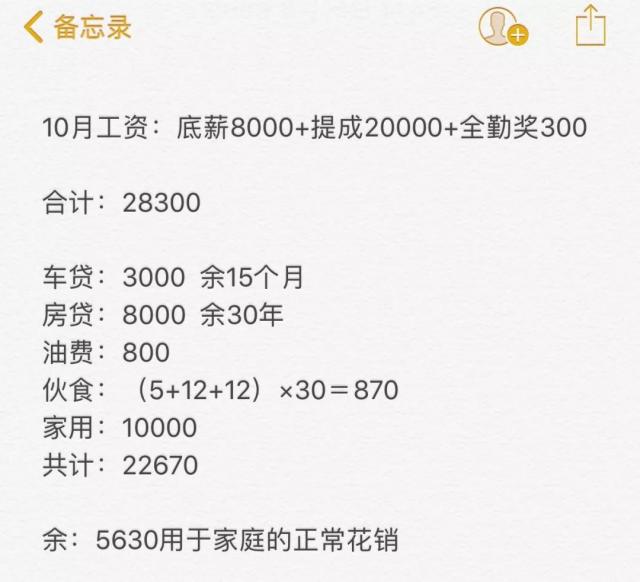 备忘录
10月工资：底薪8000+提成20000+全勤奖300
合计：28300
车贷：3000 余15个月
房贷：8000 余30年
油费：800
伙食：（5+12+12）×30＝870
家用：10000
共计：22670
余：5630用于家庭的正常花销